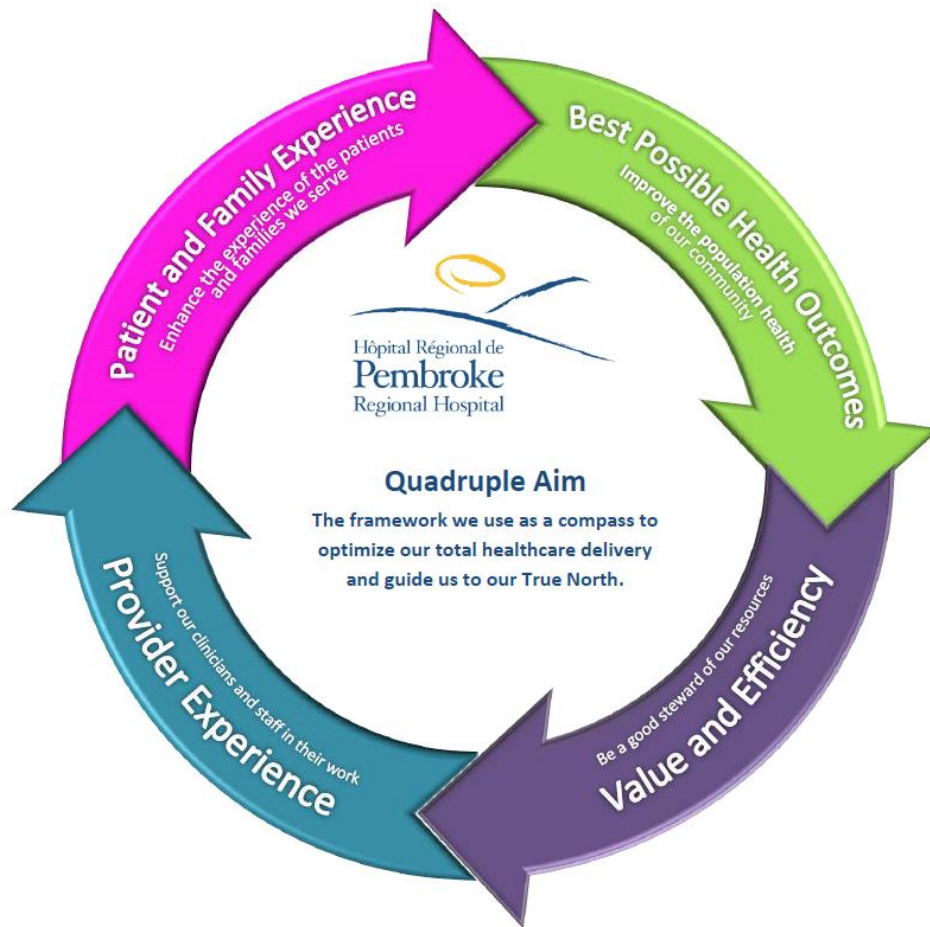 Patient and Family Experience
Enhance the experience of the patients
and families we serve
Best Possible Health Outcomes
Improve the population health
of our community
Hôpital Régional de
Pembroke
Regional Hospital
Quadruple Aim
The framework we use as a compass to
optimize our total healthcare delivery
and guide us to our True North.
Be a good steward of our resources
Value and Efficiency
Support our clinicians and staff in their work
Provider Experience